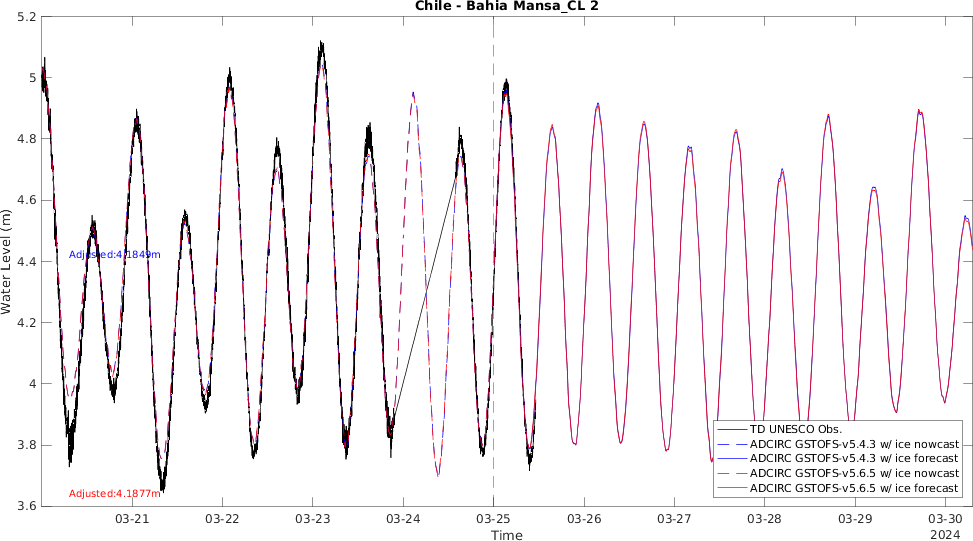 Chile - Bahia Mansa_CL 2
5.2
5
4.8
4.6
4.4
4.2
4
3.8
3.6
Water Level (m)
Adjusted:4.1849m
Adjusted:4.1877m
TD UNESCO Obs.
ADCIRC GSTOFS-v5.4.3 w/ ice nowcast
ADCIRC GSTOFS-v5.4.3 w/ ice forecast
ADCIRC GSTOFS-v5.6.5 w/ ice nowcast
ADCIRC GSTOFS-v5.6.5 w/ ice forecast
03-21 03-22 03-23 03-24 03-25 03-26 03-27 03-28 03-29 03-30
2024
Time